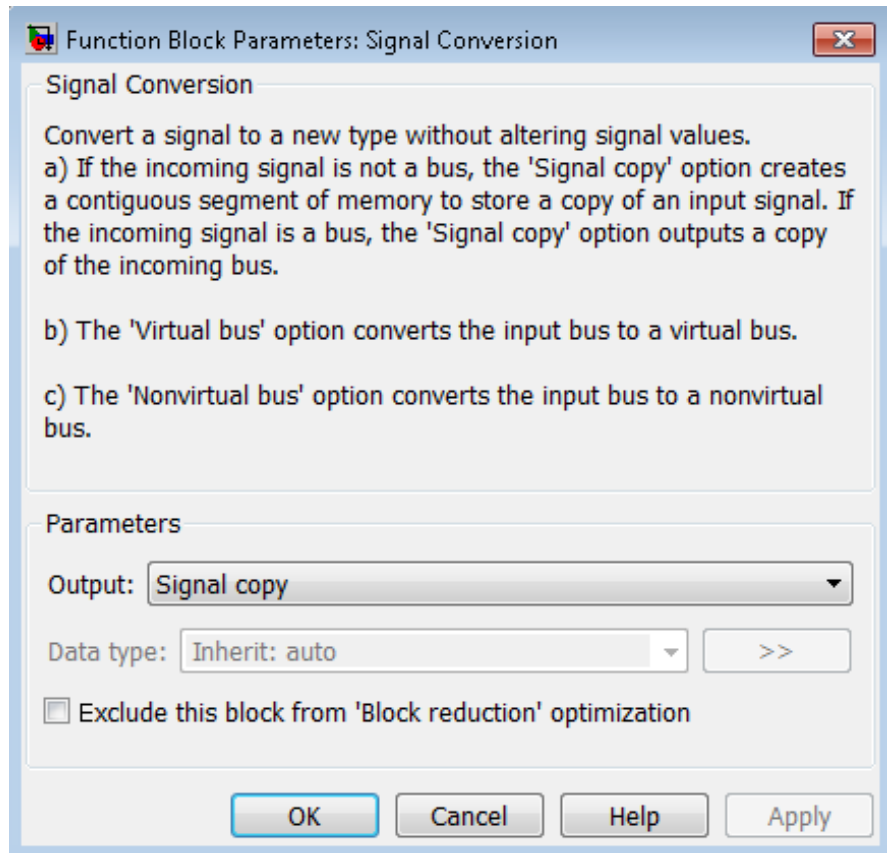 Function Block Parameters: Signal Conversion
Signal Conversion
Convert a signal to a new type without altering signal values.
a) If the incoming signal is not a bus, the 'Signal copy' option creates
a contiguous segment of memory to store a copy of an input signal. If
the incoming signal is a bus, the 'Signal copy' option outputs a copy
of the incoming bus.
b) The 'Virtual bus' option converts the input bus to a virtual bus.
c) The 'Nonvirtual bus' option converts the input bus to a nonvirtual
bus.
Parameters
Output: Signal copy
Data type: Inherit: auto >>
Exclude this block from 'Block reduction' optimization
OK Cancel Help Apply